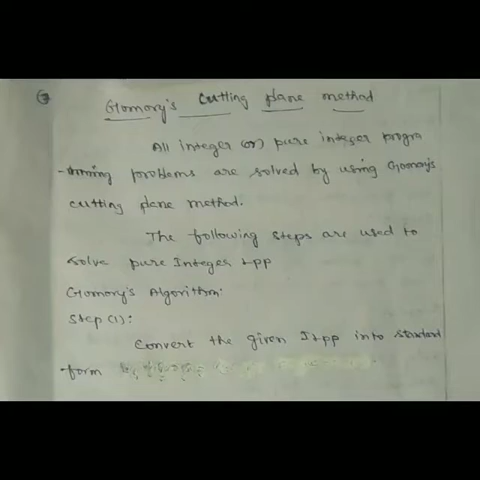 Gomory's cutting plane method
All integer (or) pure integer progra
-mming problems are solved by using Gomory's
cutting plane method.
The following steps are used to
solve pure Integer Lpp
Gomory's Algorithm:
Step (1):
Convert the given ILpp into standard
form